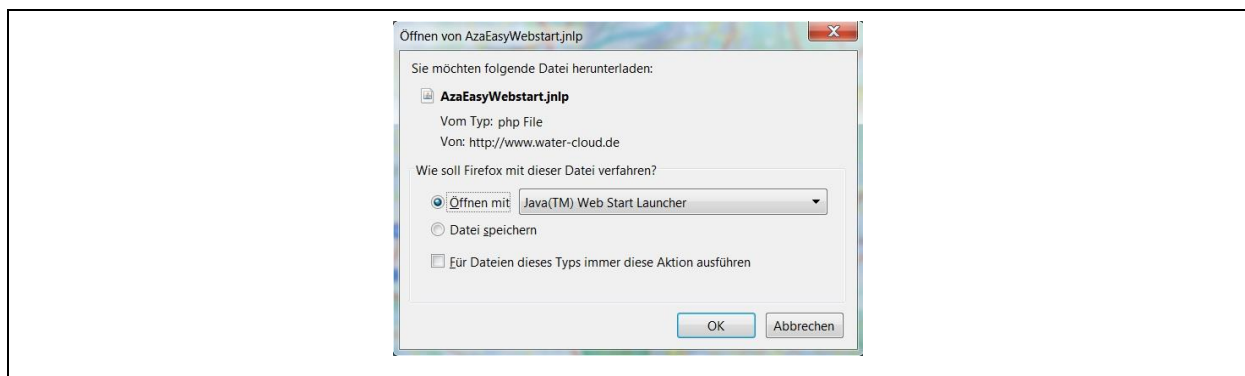 Öffnen von AzaEasyWebstart.jnlp
Sie möchten folgende Datei herunterladen:
AzaEasyWebstart.jnlp
Vom Typ: php File
Von: http://www.water-cloud.de
Wie soll Firefox mit dieser Datei verfahren?
Öffnen mit Java(TM) Web Start Launcher
Datei speichern
Für Dateien dieses Typs immer diese Aktion ausführen
OK Abbrechen